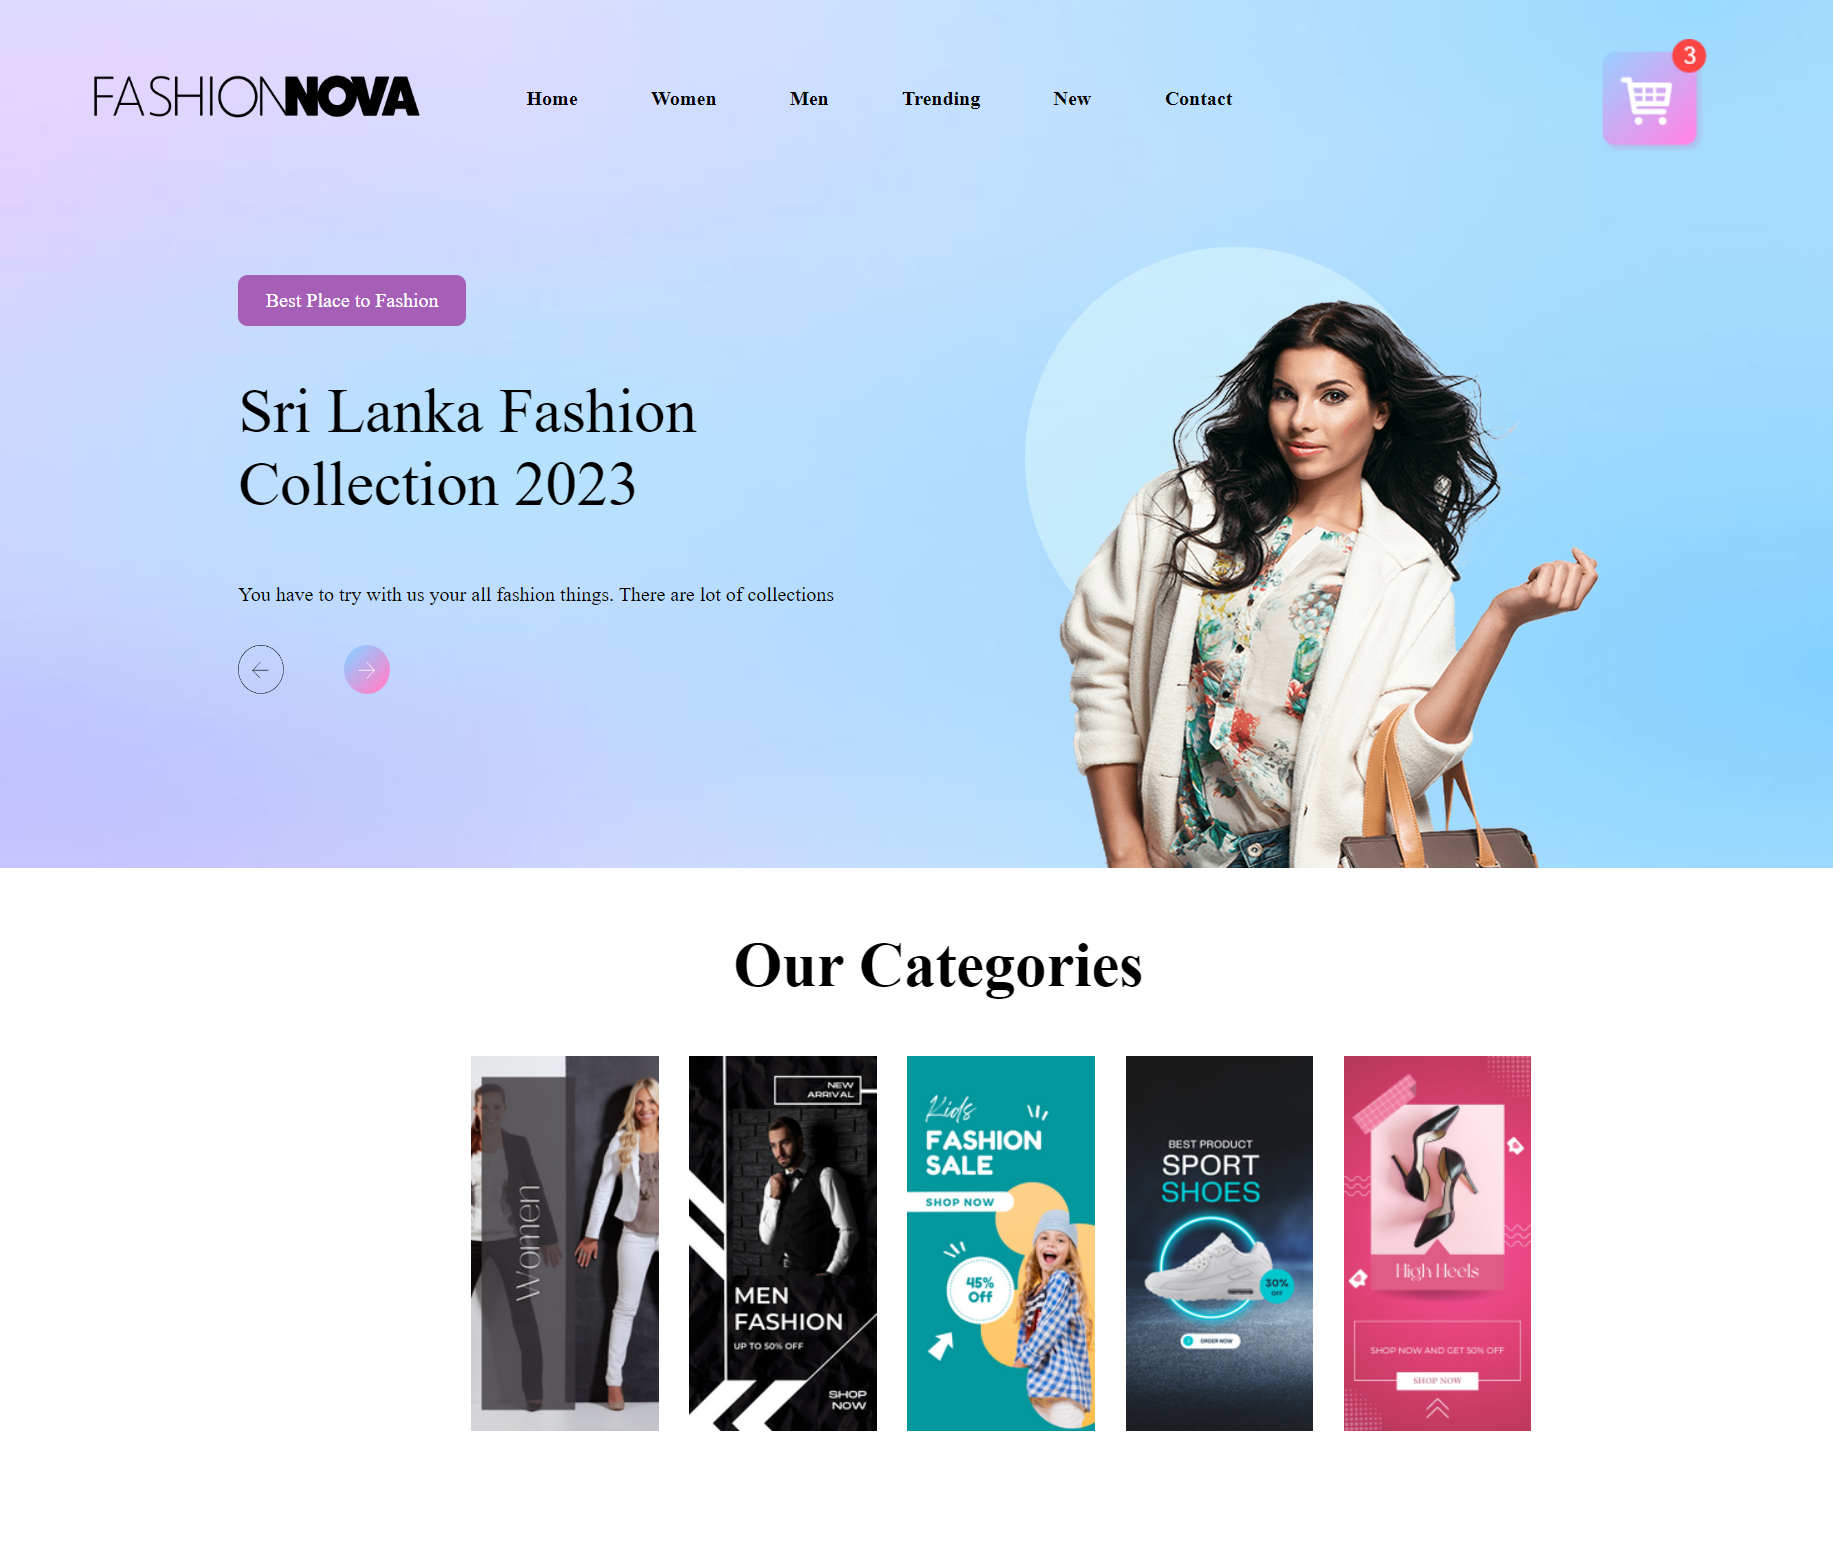 FASHIONNOVA
Home
Women
Men
Trending
New
Contact
3
Best Place to Fashion
Sri Lanka Fashion
Collection 2023
You have to try with us your all fashion things. There are lot of collections
Our Categories
Women
NEW
ARRIVAL
MEN
FASHION
UP TO 50% OFF
SHOP
NOW
Kids
FASHION
SALE
SHOP NOW
45%
Off
BEST PRODUCT
SPORT
SHOES
30%
OFF
ORDER NOW
High Heels
SHOP NOW AND GET 50% OFF
SHOP NOW